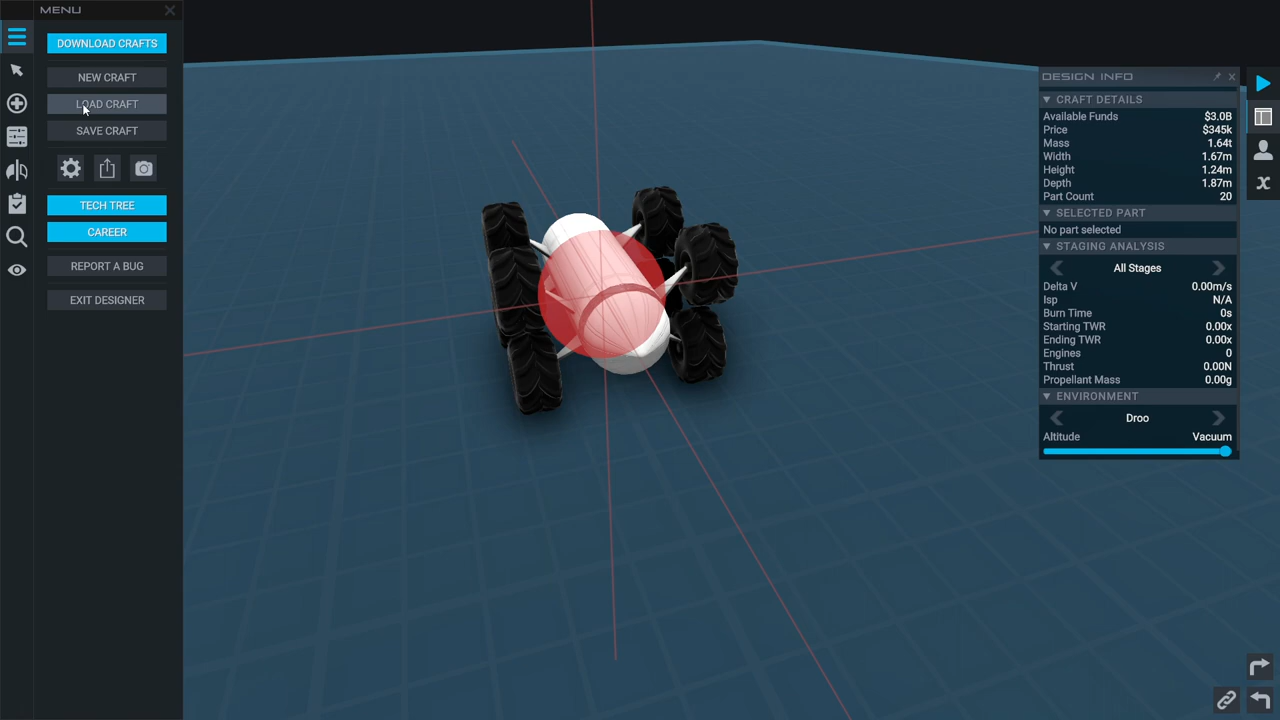 MENU
DOWNLOAD CRAFTS
NEW CRAFT
LOAD CRAFT
SAVE CRAFT
TECH TREE
CAREER
REPORT A BUG
EXIT DESIGNER
DESIGN INFO
CRAFT DETAILS
Available Funds $3.0B
Price $345k
Mass 1.64t
Width 1.67m
Height 1.24m
Depth 1.87m
Part Count 20
SELECTED PART
No part selected
STAGING ANALYSIS
All Stages
Delta V 0.00m/s
Isp N/A
Burn Time 0s
Starting TWR 0.00x
Ending TWR 0.00x
Engines 0
Thrust 0.00N
Propellant Mass 0.00g
ENVIRONMENT
Droo
Altitude Vacuum